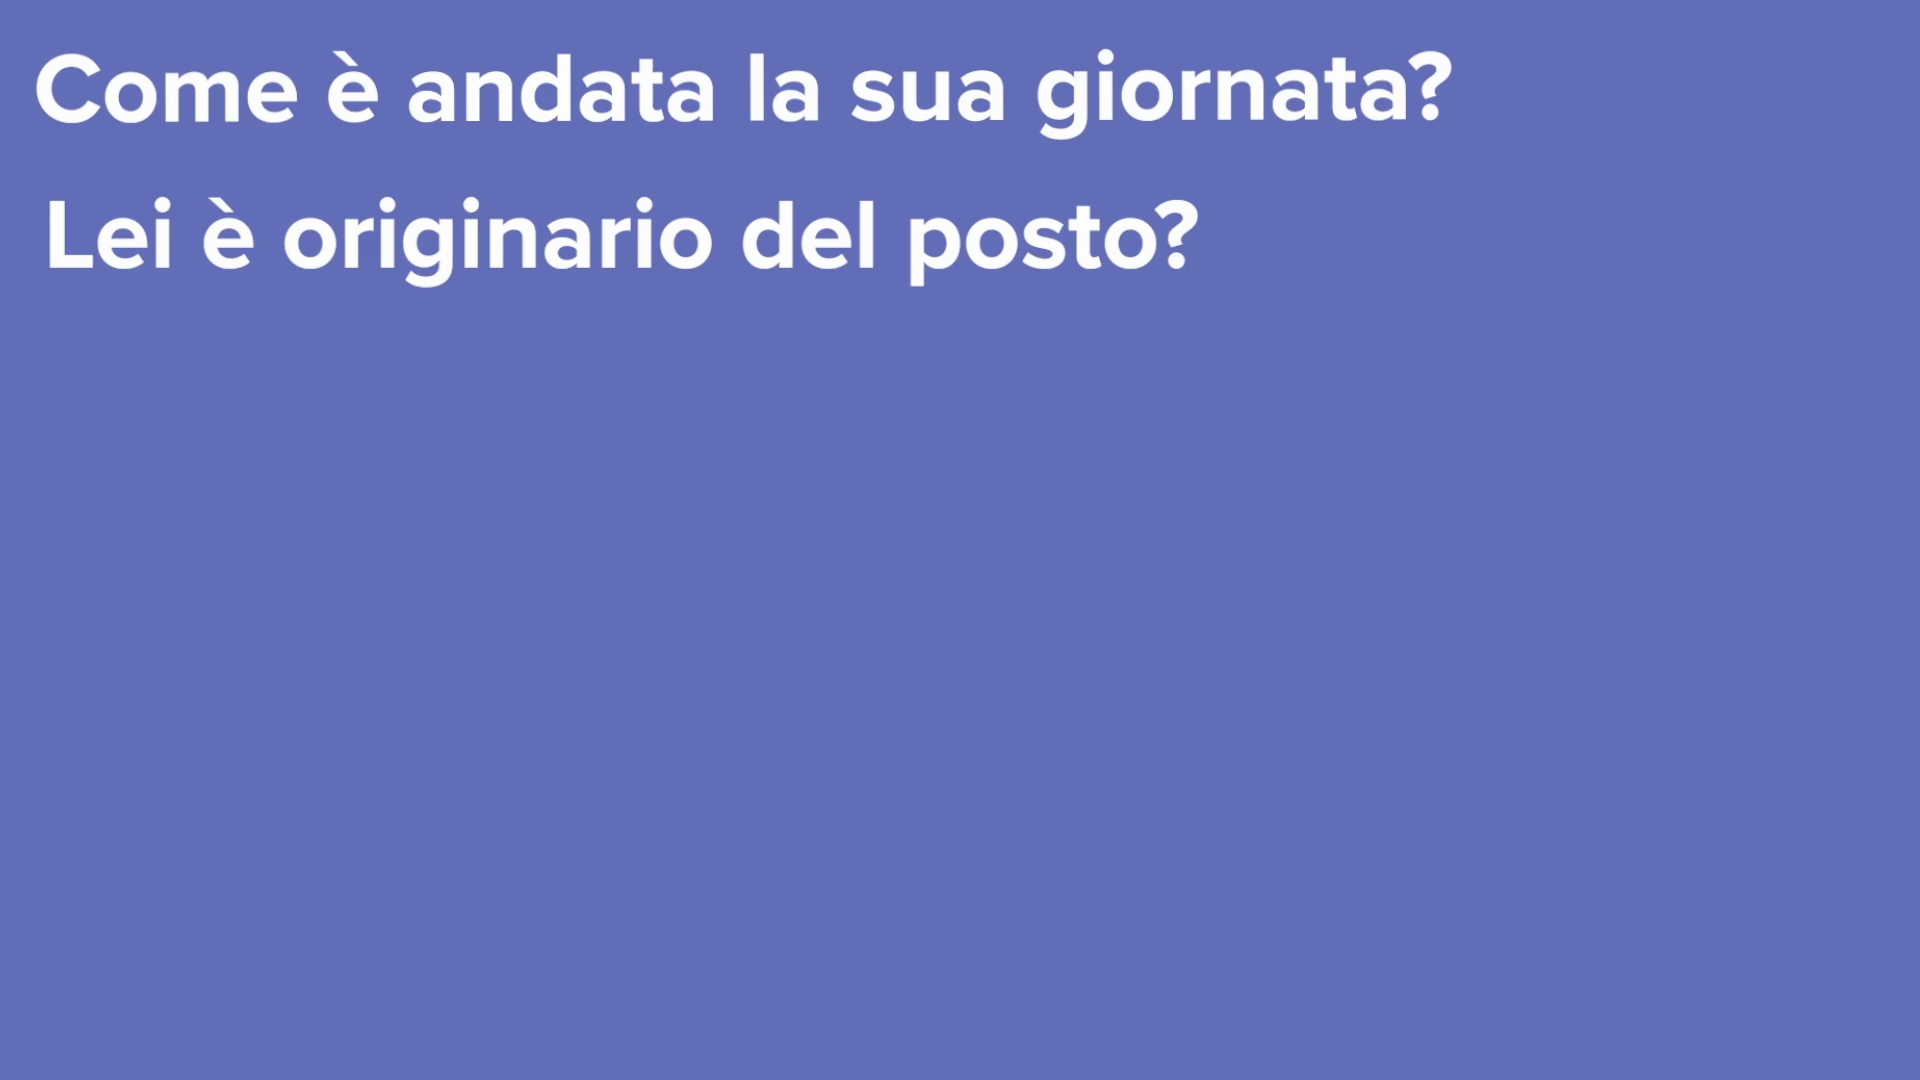 Come è andata la sua giornata?
Lei è originario del posto?